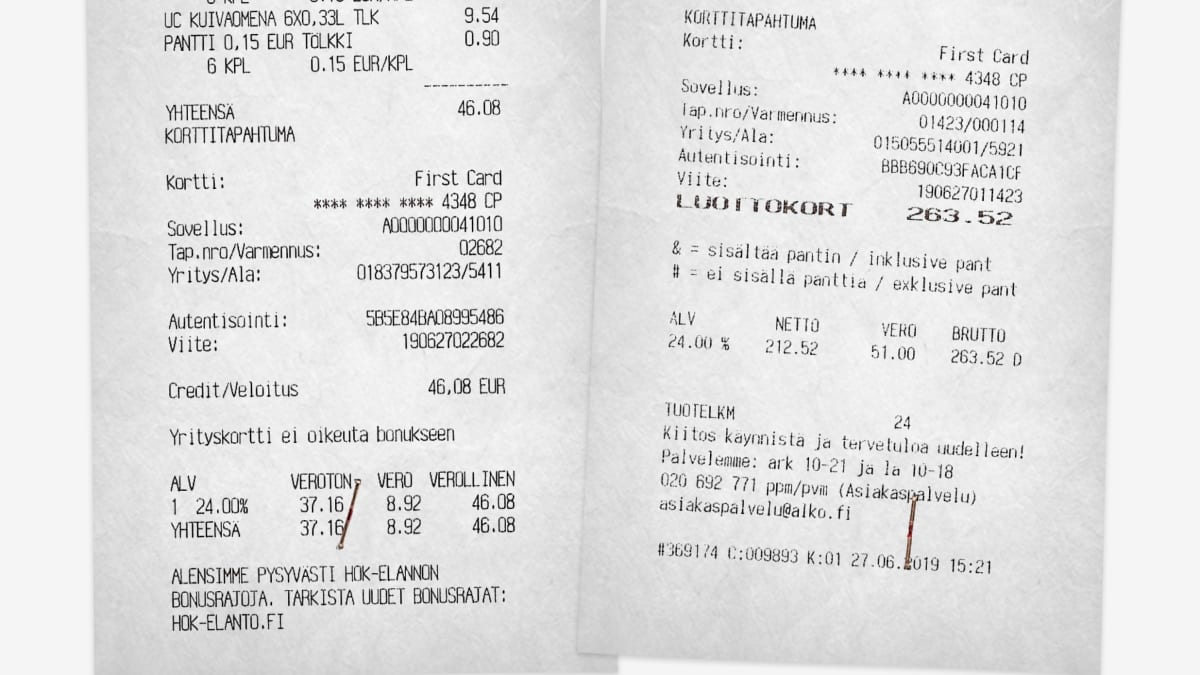 UC KUIVAOMENA 6X0,33L TLK 9.54
PANTTI 0,15 EUR TÖLKKI 0.90
6 KPL 0.15 EUR/KPL
----------
YHTEENSÄ 46.08
KORTTITAPAHTUMA
Kortti: First Card
**** **** **** 4348 CP
Sovellus: A0000000041010
Tap.nro/Varmennus: 02682
Yritys/Ala: 018379573123/5411
Autentisointi: 5B5E84BA08995486
Viite: 190627022682
Credit/Veloitus 46,08 EUR
Yrityskortti ei oikeuta bonukseen
ALV VEROTON VERO VEROLLINEN
1 24.00% 37.16 8.92 46.08
YHTEENSÄ 37.16 8.92 46.08
ALENSIMME PYSYVÄSTI HOK-ELANNON
BONUSRAJOJA. TARKISTA UUDET BONUSRAJAT:
HOK-ELANTO.FI
KORTTITAPAHTUMA
Kortti: First Card
**** **** **** 4348 CP
Sovellus: A0000000041010
Tap.nro/Varmennus: 01423/000114
Yritys/Ala: 015055514001/5921
Autentisointi: BBB690C93FACA1CF
Viite: 190627011423
LUOTTOKORT 263.52
& = sisältää pantin / inklusive pant
# = ei sisällä panttia / exklusive pant
ALV NETTO VERO BRUTTO
24.00 % 212.52 51.00 263.52 D
TUOTELKM 24
Kiitos käynnistä ja tervetuloa uudelleen!
Palvelemme: ark 10-21 ja la 10-18
020 692 771 ppm/pvm (Asiakaspalvelu)
asiakaspalvelu@alko.fi
#369174 C:009893 K:01 27.06.2019 15:21